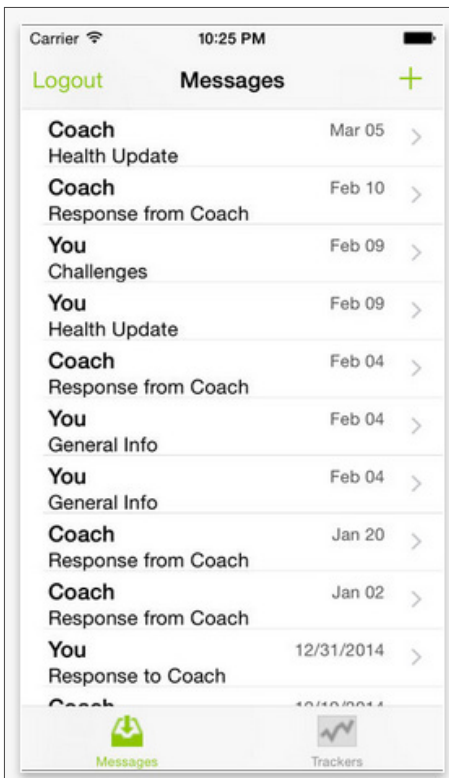 Carrier 10:25 PM
Logout Messages +
Coach Mar 05
Health Update
Coach Feb 10
Response from Coach
You Feb 09
Challenges
You Feb 09
Health Update
Coach Feb 04
Response from Coach
You Feb 04
General Info
You Feb 04
General Info
Coach Jan 20
Response from Coach
Coach Jan 02
Response from Coach
You 12/31/2014
Response to Coach
Coach
Messages Trackers